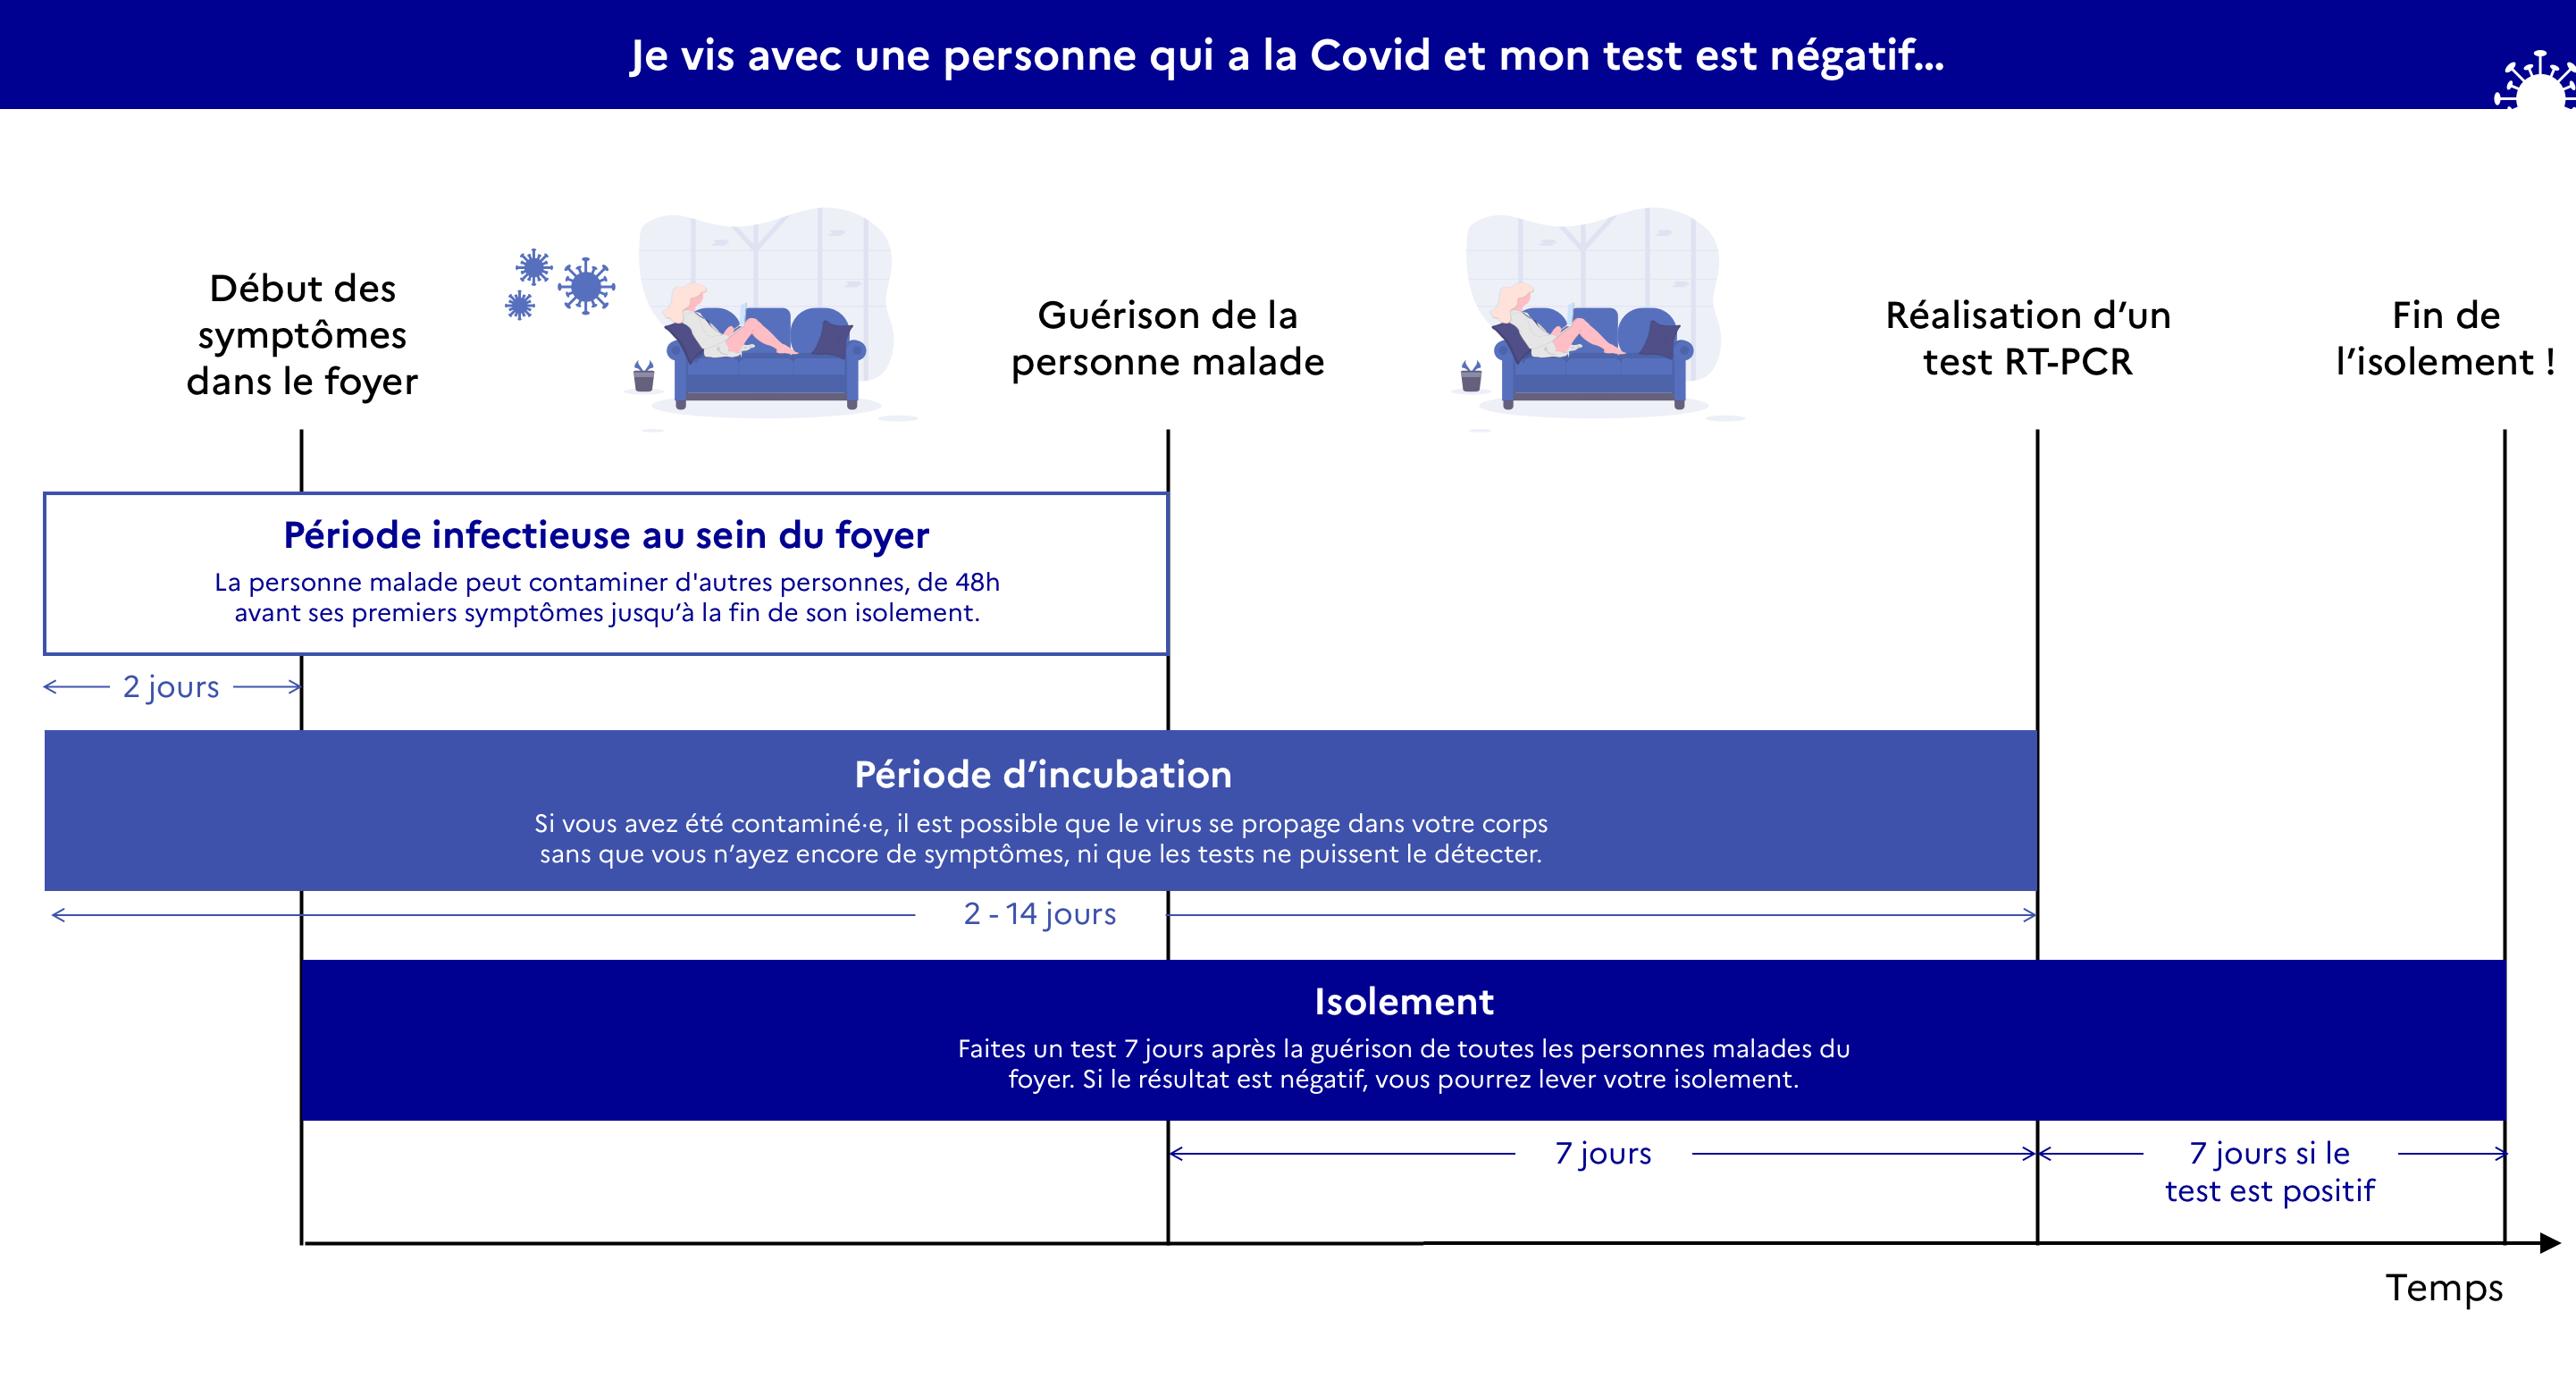 Je vis avec une personne qui a la Covid et mon test est négatif...
Début des
symptômes
dans le foyer
Guérison de la
personne malade
Réalisation d’un
test RT-PCR
Fin de
l’isolement !
Période infectieuse au sein du foyer
La personne malade peut contaminer d'autres personnes, de 48h
avant ses premiers symptômes jusqu’à la fin de son isolement.
2 jours
Période d’incubation
Si vous avez été contaminé·e, il est possible que le virus se propage dans votre corps
sans que vous n’ayez encore de symptômes, ni que les tests ne puissent le détecter.
2 - 14 jours
Isolement
Faites un test 7 jours après la guérison de toutes les personnes malades du
foyer. Si le résultat est négatif, vous pourrez lever votre isolement.
7 jours
7 jours si le
test est positif
Temps